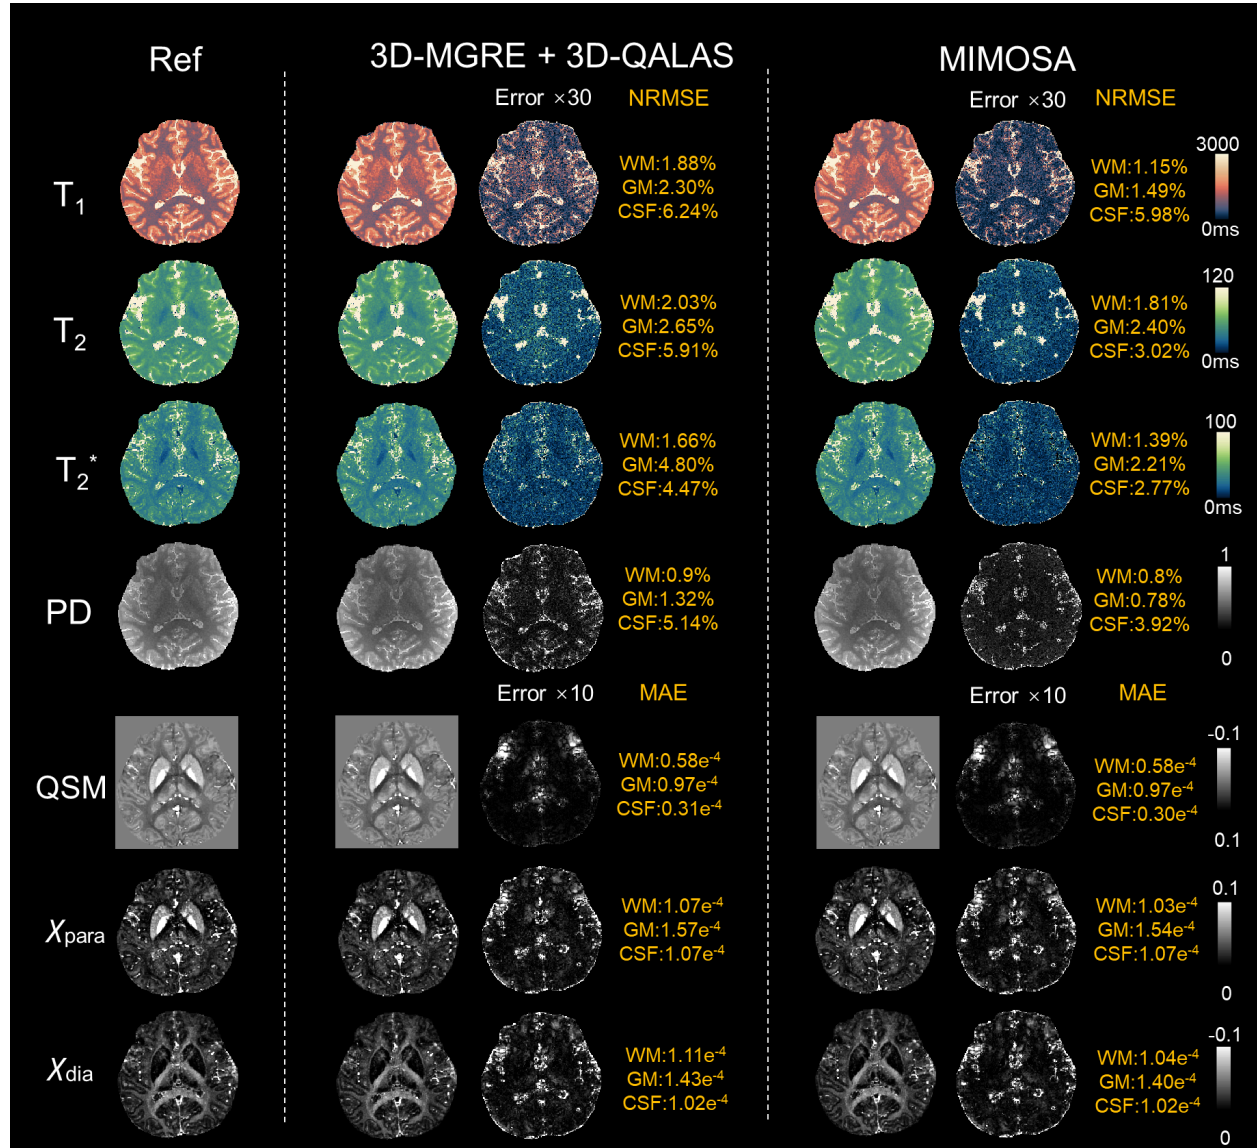 Ref
3D-MGRE + 3D-QALAS
MIMOSA
Error ×30
NRMSE
Error ×30
NRMSE
T1
WM:1.88%
GM:2.30%
CSF:6.24%
WM:1.15%
GM:1.49%
CSF:5.98%
3000
0ms
T2
WM:2.03%
GM:2.65%
CSF:5.91%
WM:1.81%
GM:2.40%
CSF:3.02%
120
0ms
T2*
WM:1.66%
GM:4.80%
CSF:4.47%
WM:1.39%
GM:2.21%
CSF:2.77%
100
0ms
PD
WM:0.9%
GM:1.32%
CSF:5.14%
WM:0.8%
GM:0.78%
CSF:3.92%
1
0
Error ×10
MAE
Error ×10
MAE
QSM
WM:0.58e-4
GM:0.97e-4
CSF:0.31e-4
WM:0.58e-4
GM:0.97e-4
CSF:0.30e-4
-0.1
0.1
Xpara
WM:1.07e-4
GM:1.57e-4
CSF:1.07e-4
WM:1.03e-4
GM:1.54e-4
CSF:1.07e-4
0.1
0
Xdia
WM:1.11e-4
GM:1.43e-4
CSF:1.02e-4
WM:1.04e-4
GM:1.40e-4
CSF:1.02e-4
-0.1
0